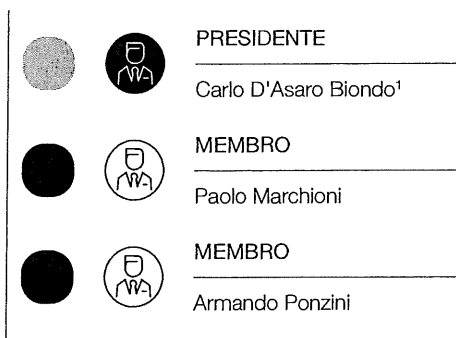 PRESIDENTE
Carlo D'Asaro Biondo¹
MEMBRO
Paolo Marchioni
MEMBRO
Armando Ponzini